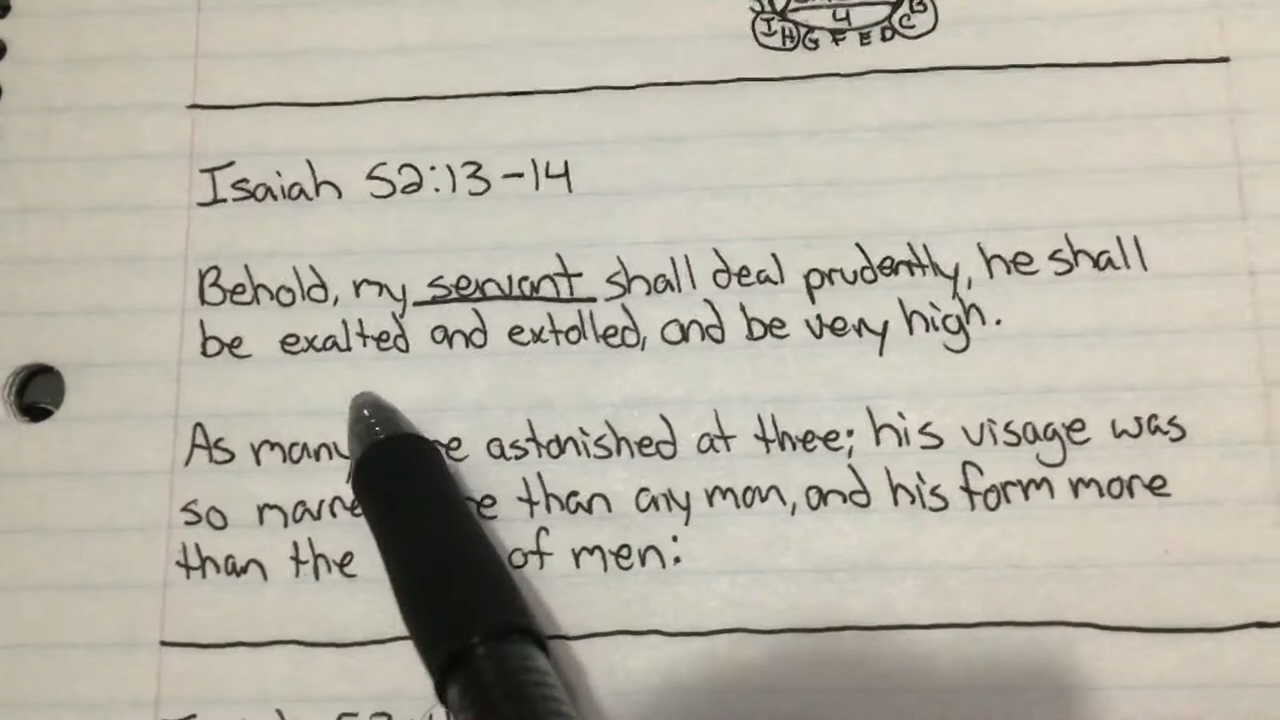 4
I H G F E D C B
Isaiah 52:13-14
Behold, my servant shall deal prudently, he shall
be exalted and extolled, and be very high.
As many astonished at thee; his visage was
so than any man, and his form more
than the of men: